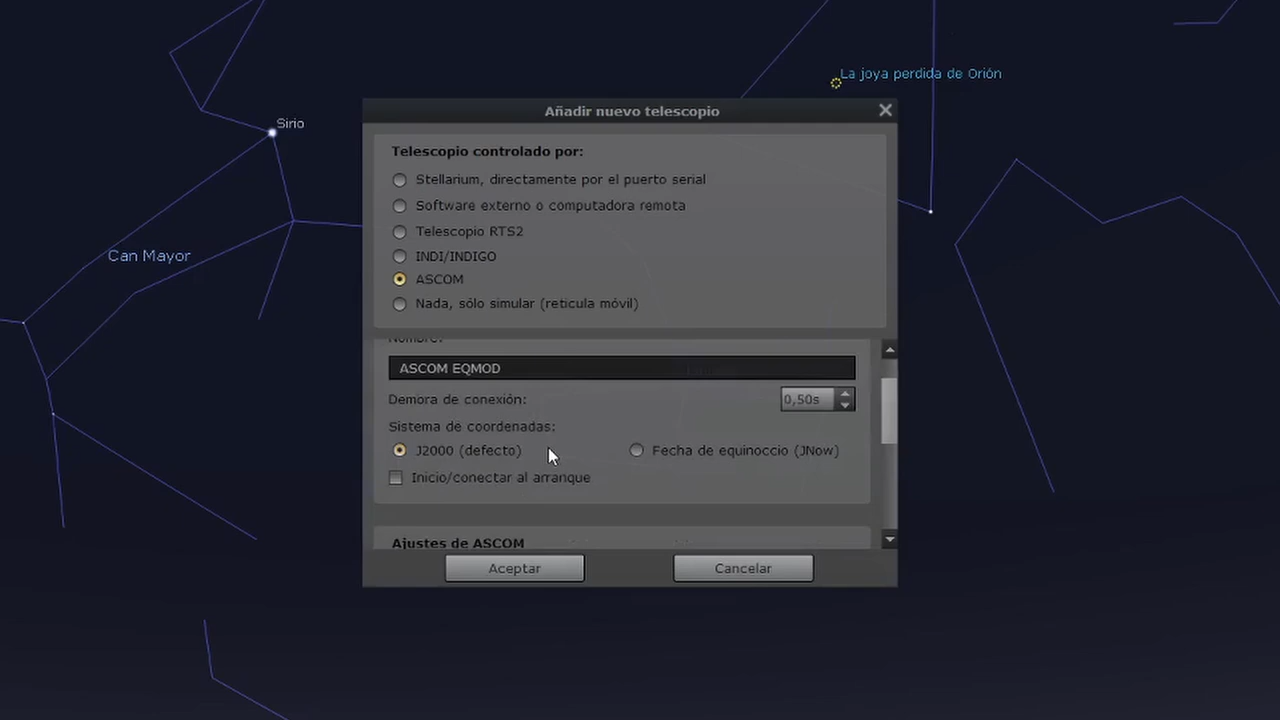 La joya perdida de Orión
Añadir nuevo telescopio
Sirio
Telescopio controlado por:
Stellarium, directamente por el puerto serial
Software externo o computadora remota
Telescopio RTS2
Can Mayor
INDI/INDIGO
ASCOM
Nada, sólo simular (reticula móvil)
Nombre:
ASCOM EQMOD
Demora de conexión: 0,50s
Sistema de coordenadas:
J2000 (defecto) Fecha de equinoccio (JNow)
Inicio/conectar al arranque
Ajustes de ASCOM
Aceptar Cancelar